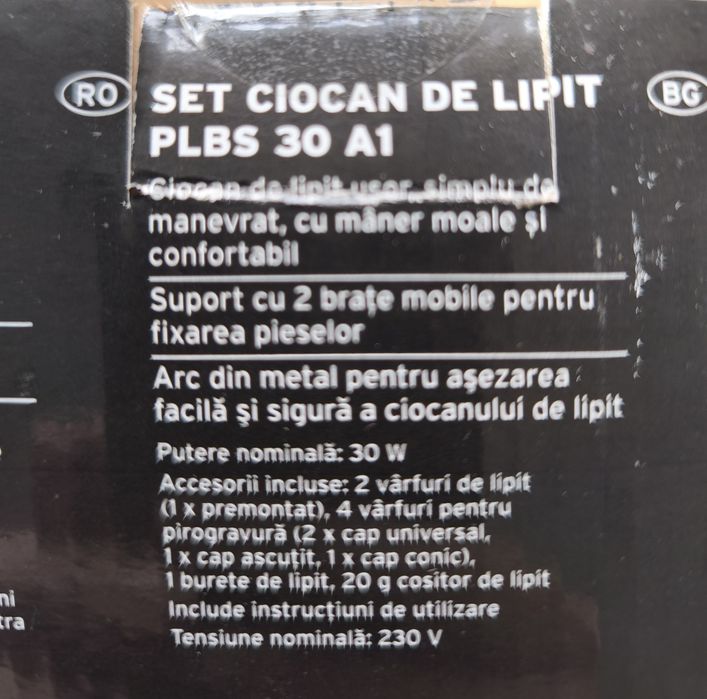 RO
SET CIOCAN DE LIPIT
BG
PLBS 30 A1
Ciocan de lipit ușor, simplu de
manevrat, cu mâner moale și
confortabil
Suport cu 2 brațe mobile pentru
fixarea pieselor
Arc din metal pentru așezarea
facilă și sigură a ciocanului de lipit
Putere nominală: 30 W
Accesorii incluse: 2 vârfuri de lipit
(1 x premontat), 4 vârfuri pentru
pirogravură (2 x cap universal,
1 x cap ascuțit, 1 x cap conic),
1 burete de lipit, 20 g cositor de lipit
Include instrucțiuni de utilizare
Tensiune nominală: 230 V